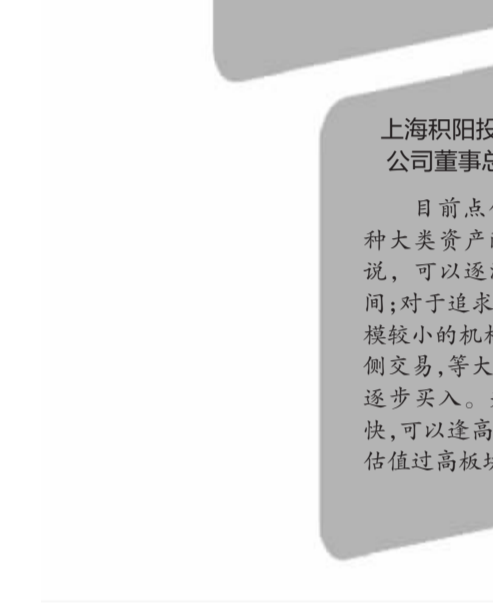 上海积阳投
公司董事总
目前点
种大类资产
说，可以逐
间;对于追求
模较小的机构
侧交易,等大
逐步买入。
快,可以逢高
估值过高板块